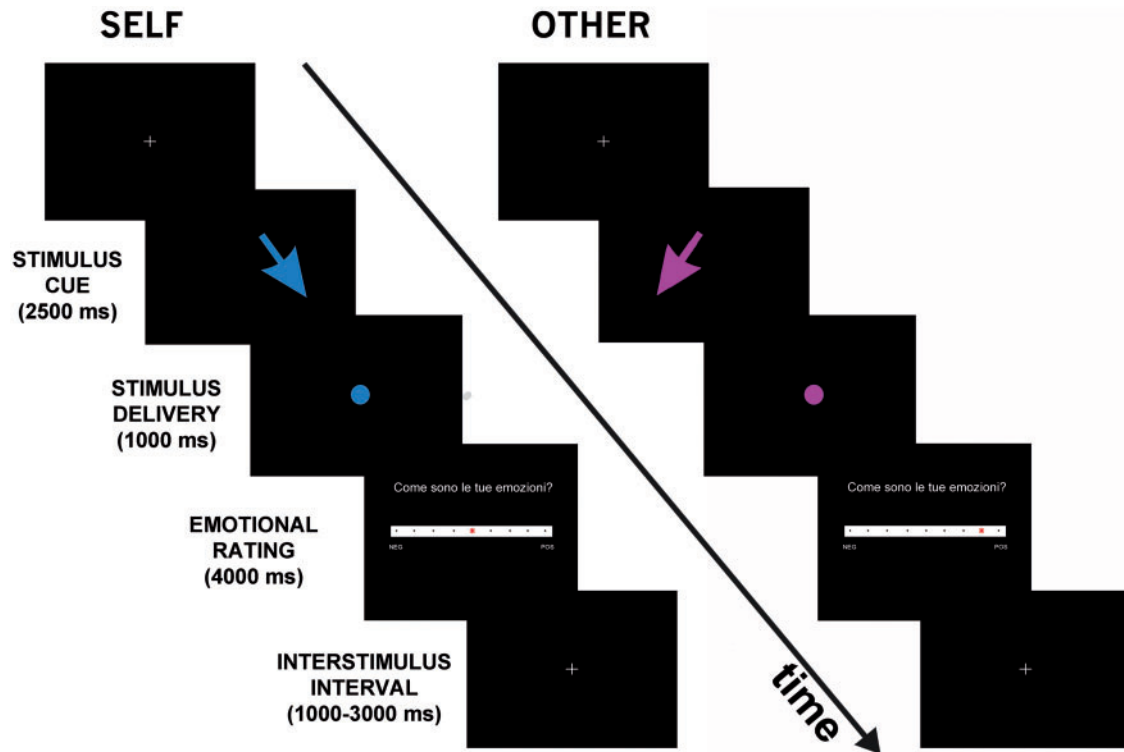 SELF
OTHER
STIMULUS
CUE
(2500 ms)
STIMULUS
DELIVERY
(1000 ms)
Come sono le tue emozioni?
NEG
POS
Come sono le tue emozioni?
NEG
POS
EMOTIONAL
RATING
(4000 ms)
INTERSTIMULUS
INTERVAL
(1000-3000 ms)
time